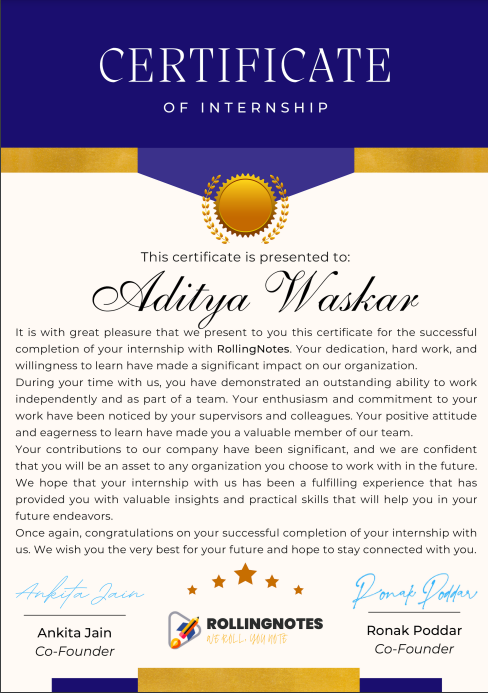 CERTIFICATE
OF INTERNSHIP
This certificate is presented to:
Aditya Waskar
It is with great pleasure that we present to you this certificate for the successful
completion of your internship with RollingNotes. Your dedication, hard work, and
willingness to learn have made a significant impact on our organization.
During your time with us, you have demonstrated an outstanding ability to work
independently and as part of a team. Your enthusiasm and commitment to your
work have been noticed by your supervisors and colleagues. Your positive attitude
and eagerness to learn have made you a valuable member of our team.
Your contributions to our company have been significant, and we are confident
that you will be an asset to any organization you choose to work with in the future.
We hope that your internship with us has been a fulfilling experience that has
provided you with valuable insights and practical skills that will help you in your
future endeavors.
Once again, congratulations on your successful completion of your internship with
us. We wish you the very best for your future and hope to stay connected with you.
Ankita Jain
Ankita Jain
Co-Founder
ROLLINGNOTES
WE ROLL YOU NOTE
Ronak Poddar
Ronak Poddar
Co-Founder